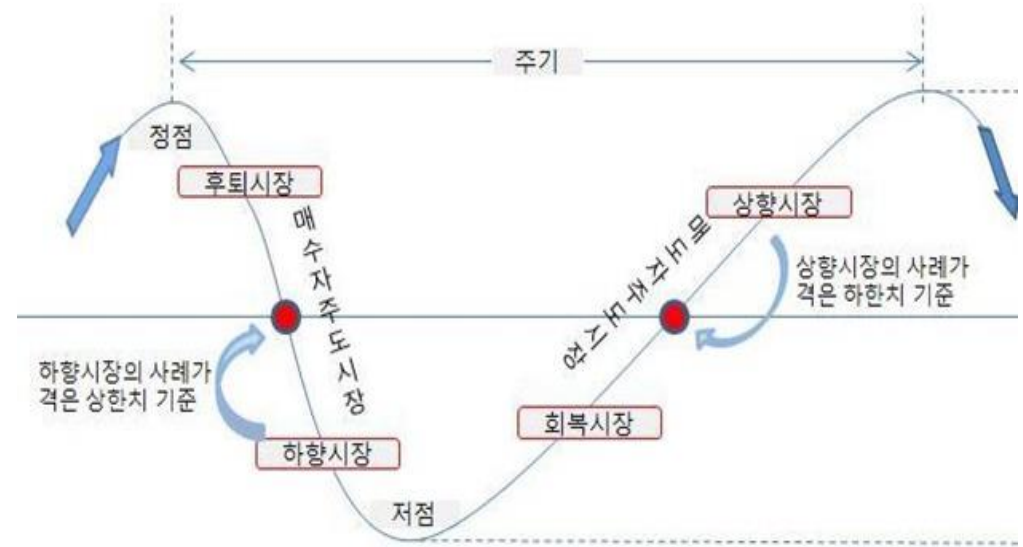 주기
정점
후퇴시장
매수자주도시장
상향시장
매도자주도시장
상향시장의 사례가
격은 하한치 기준
하향시장의 사례가
격은 상한치 기준
회복시장
하향시장
저점